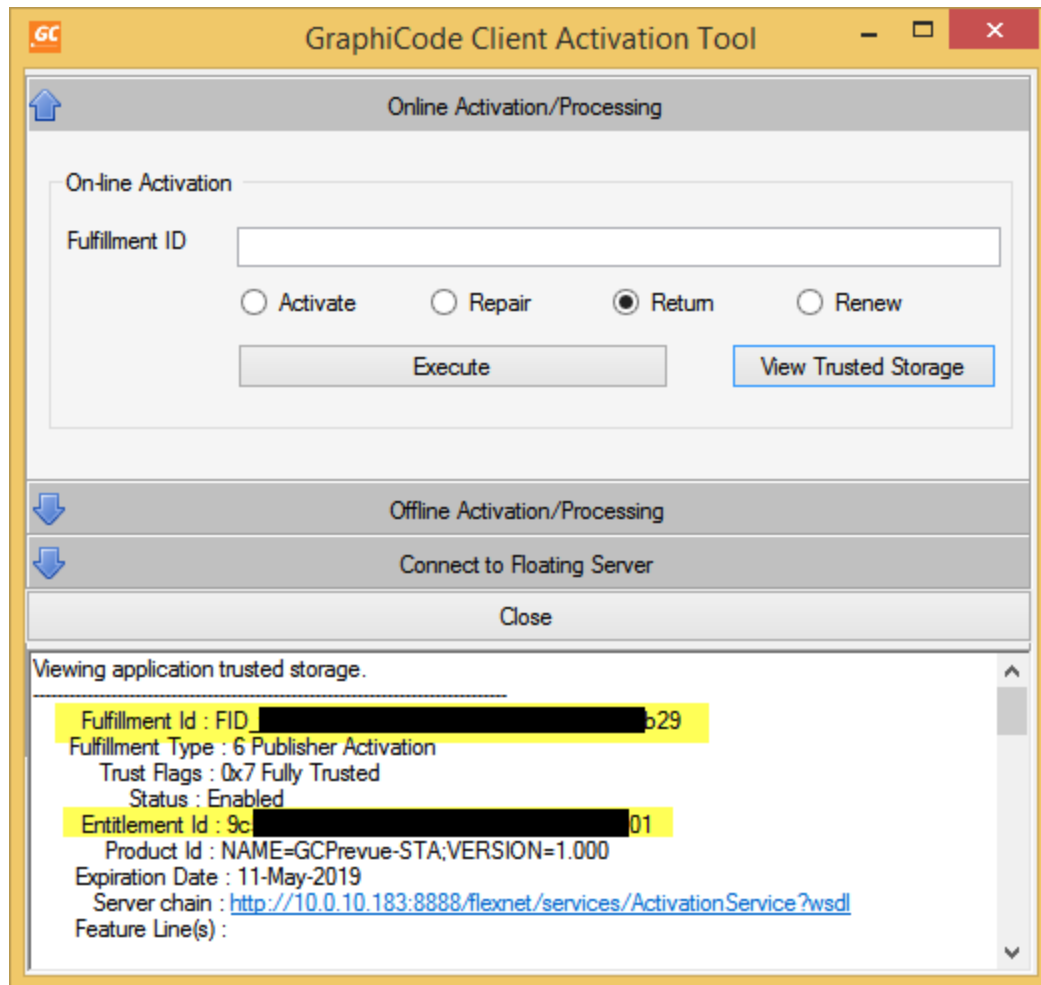 GC GraphiCode Client Activation Tool
Online Activation/Processing
On-line Activation
Fulfillment ID
Activate Repair Return Renew
Execute View Trusted Storage
Offline Activation/Processing
Connect to Floating Server
Close
Viewing application trusted storage.
Fulfillment Id : FID_ b29
Fulfillment Type : 6 Publisher Activation
Trust Flags : 0x7 Fully Trusted
Status : Enabled
Entitlement Id : 9c 01
Product Id : NAME=GCPrevue-STA;VERSION=1.000
Expiration Date : 11-May-2019
Server chain : http://10.0.10.183:8888/flexnet/services/ActivationService?wsdl
Feature Line(s) :